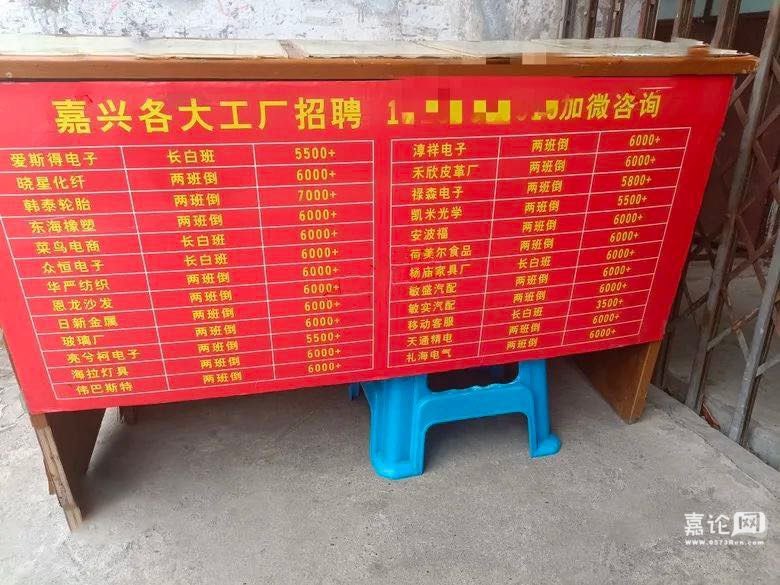 嘉兴各大工厂招聘 加微咨询
爱斯得电子 长白班 5500+
晓星化纤 两班倒 6000+
韩泰轮胎 两班倒 7000+
东海橡塑 两班倒 6000+
菜鸟电商 长白班 6000+
众恒电子 长白班 6000+
华严纺织 两班倒 6000+
恩龙沙发 两班倒 6000+
日新金属 两班倒 6000+
玻璃厂 两班倒 6000+
亮兮柯电子 两班倒 5500+
海拉灯具 两班倒 6000+
伟巴斯特 两班倒 6000+
淳祥电子 两班倒 6000+
禾欣皮革厂 两班倒 6000+
禄森电子 两班倒 5800+
凯米光学 两班倒 5500+
安波福 两班倒 6000+
荷美尔食品 两班倒 6000+
杨庙家具厂 长白班 6000+
敏盛汽配 两班倒 6000+
敏实汽配 两班倒 6000+
移动客服 长白班 3500+
天通精电 两班倒 6000+
礼海电气 两班倒 6000+
嘉论网
www.0573Ren.com